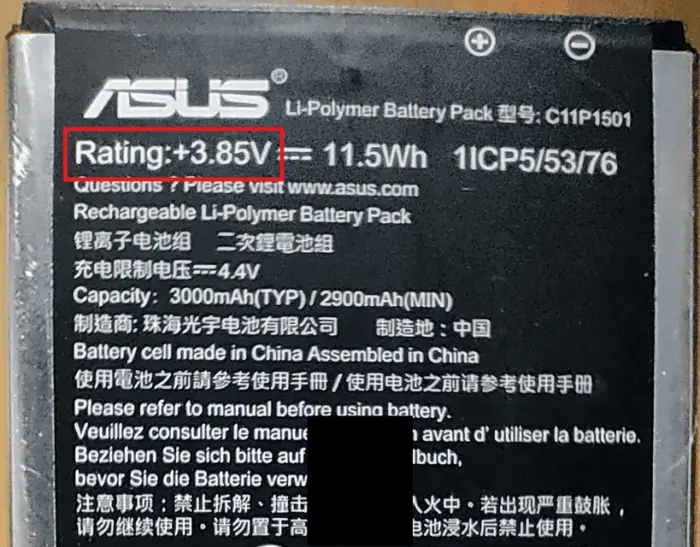 ASUS® Li-Polymer Battery Pack 型号: C11P1501
Rating:+3.85V ⎓ 11.5Wh 1ICP5/53/76
Questions ? Please visit www.asus.com
Rechargeable Li-Polymer Battery Pack
锂离子电池组 二次鋰電池組
充电限制电压⎓4.4V
Capacity: 3000mAh(TYP) / 2900mAh(MIN)
制造商: 珠海光宇电池有限公司 制造地：中国
Battery cell made in China Assembled in China
使用電池之前請參考使用手冊 / 使用电池之前请参考使用手册
Please refer to manual before using battery.
Veuillez consulter le manue avant d' utiliser la batterie.
Beziehen Sie sich bitte auf dbuch,
bevor Sie die Batterie verw
注意事项：禁止拆解、撞击 入火中。若出现严重鼓胀，
请勿继续使用。请勿置于高 电池浸水后禁止使用。